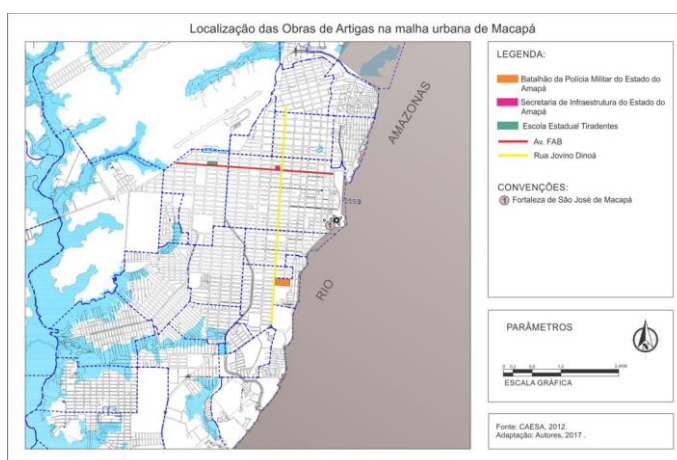 Localização das Obras de Artigas na malha urbana de Macapá
AMAZONAS
RIO
LEGENDA:
Batalhão da Polícia Militar do Estado do
Amapá
Secretaria de Infraestrutura do Estado do
Amapá
Escola Estadual Tiradentes
Av. FAB
Rua Jovino Dinoá
CONVENÇÕES:
1 Fortaleza de São José de Macapá
PARÂMETROS
ESCALA GRÁFICA
Fonte: CAESA, 2012.
Adaptação: Autores, 2017 .